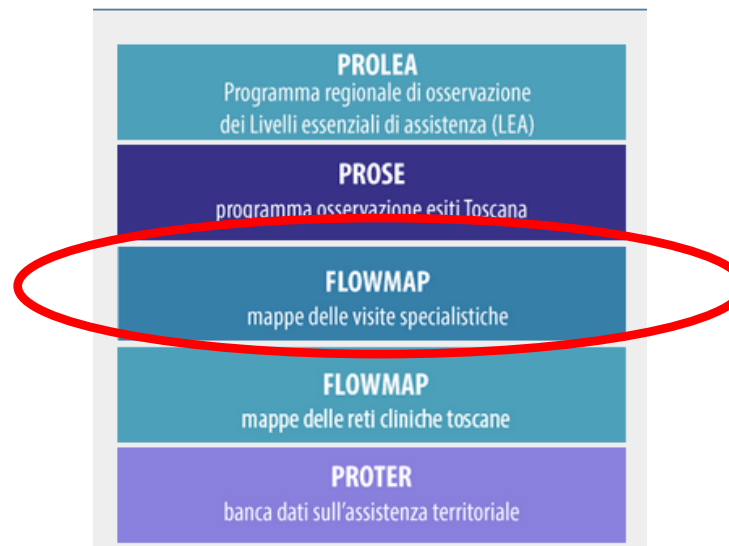 PROLEA
Programma regionale di osservazione
dei Livelli essenziali di assistenza (LEA)
PROSE
programma osservazione esiti Toscana
FLOWMAP
mappe delle visite specialistiche
FLOWMAP
mappe delle reti cliniche toscane
PROTER
banca dati sull'assistenza territoriale